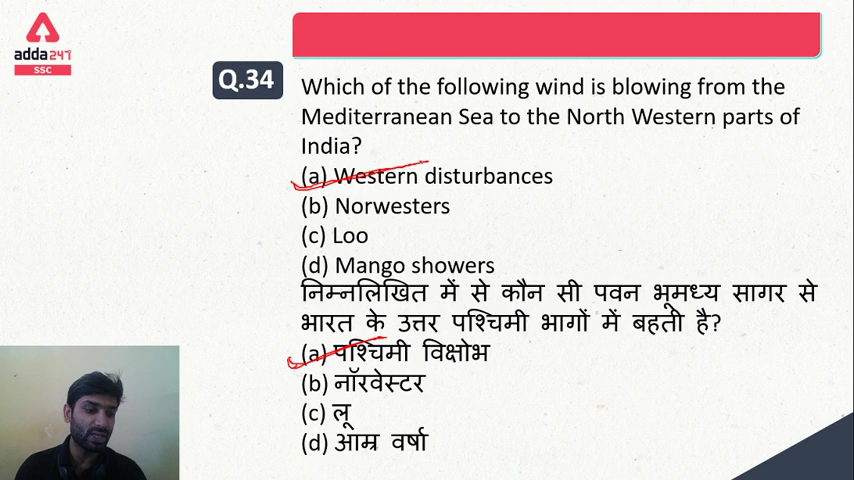 adda247
SSC
Q.34
Which of the following wind is blowing from the
Mediterranean Sea to the North Western parts of
India?
(a) Western disturbances
(b) Norwesters
(c) Loo
(d) Mango showers
निम्नलिखित में से कौन सी पवन भूमध्य सागर से
भारत के उत्तर पश्चिमी भागों में बहती है?
(a) पश्चिमी विक्षोभ
(b) नॉरवेस्टर
(c) लू
(d) आम्र वर्षा